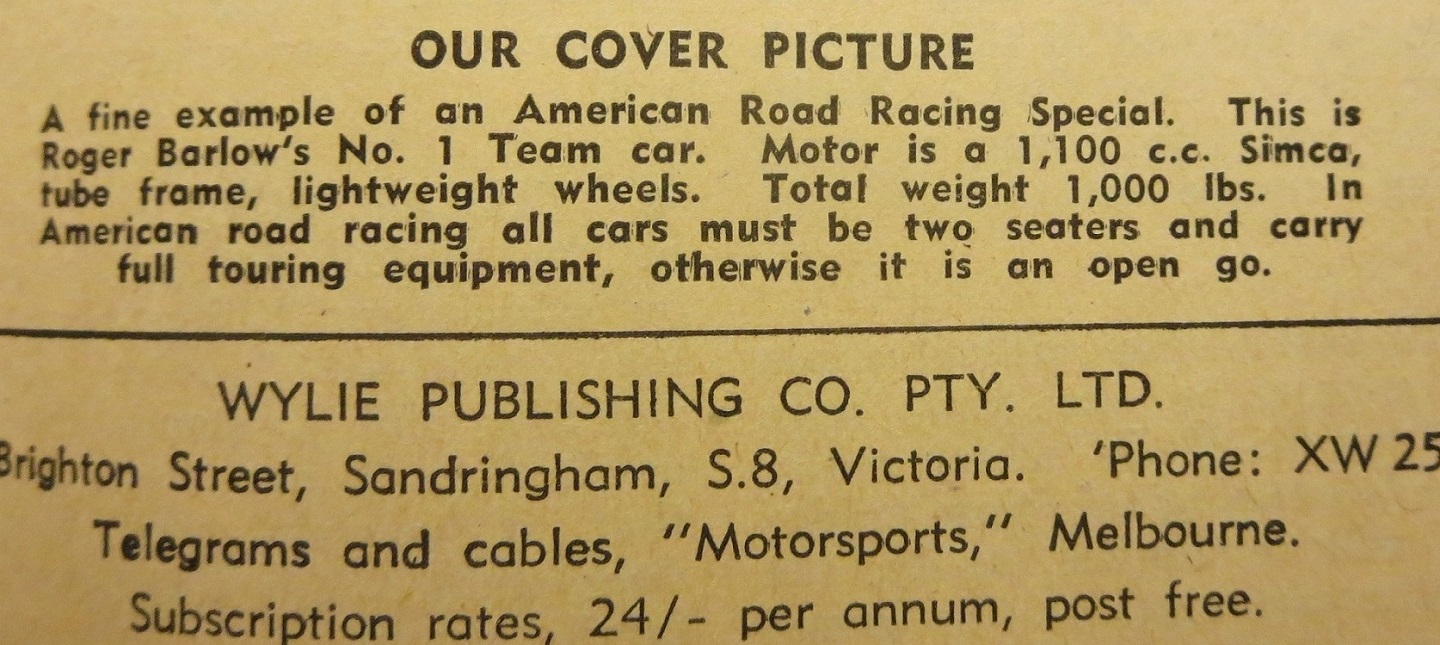 OUR COVER PICTURE
A fine example of an American Road Racing Special. This is
Roger Barlow's No. 1 Team car. Motor is a 1,100 c.c. Simca,
tube frame, lightweight wheels. Total weight 1,000 lbs. In
American road racing all cars must be two seaters and carry
full touring equipment, otherwise it is an open go.
WYLIE PUBLISHING CO. PTY. LTD.
Brighton Street, Sandringham, S.8, Victoria. 'Phone: XW 25
Telegrams and cables, "Motorsports," Melbourne.
Subscription rates, 24/- per annum, post free.